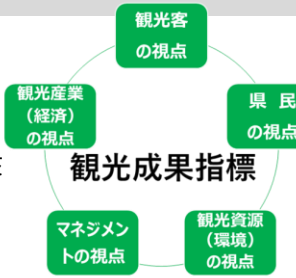 観光客
の視点
観光産業
（経済）
の視点
県 民
の視点
観光成果指標
マネジメン
トの視点
観光資源
（環境）
の視点